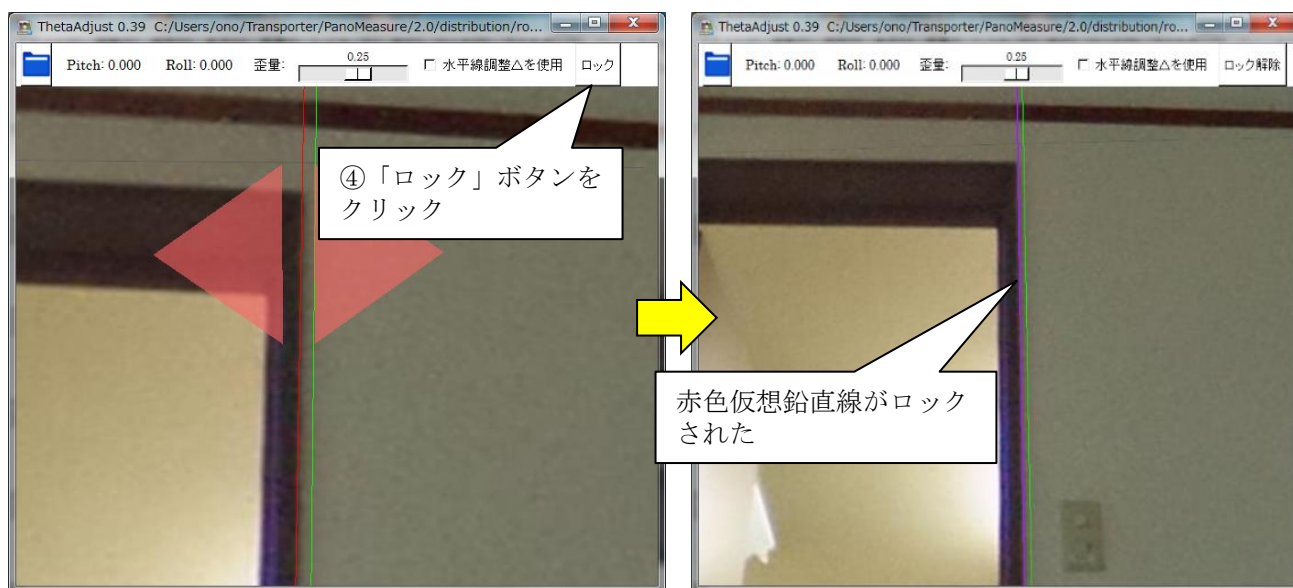 ThetaAdjust 0.39 C:/Users/ono/Transporter/PanoMeasure/2.0/distribution/ro...
Pitch: 0.000 Roll: 0.000 歪量: 0.25 水平線調整△を使用 ロック
④「ロック」ボタンを
クリック
ThetaAdjust 0.39 C:/Users/ono/Transporter/PanoMeasure/2.0/distribution/ro...
Pitch: 0.000 Roll: 0.000 歪量: 0.25 水平線調整△を使用 ロック解除
赤色仮想鉛直線がロック
された